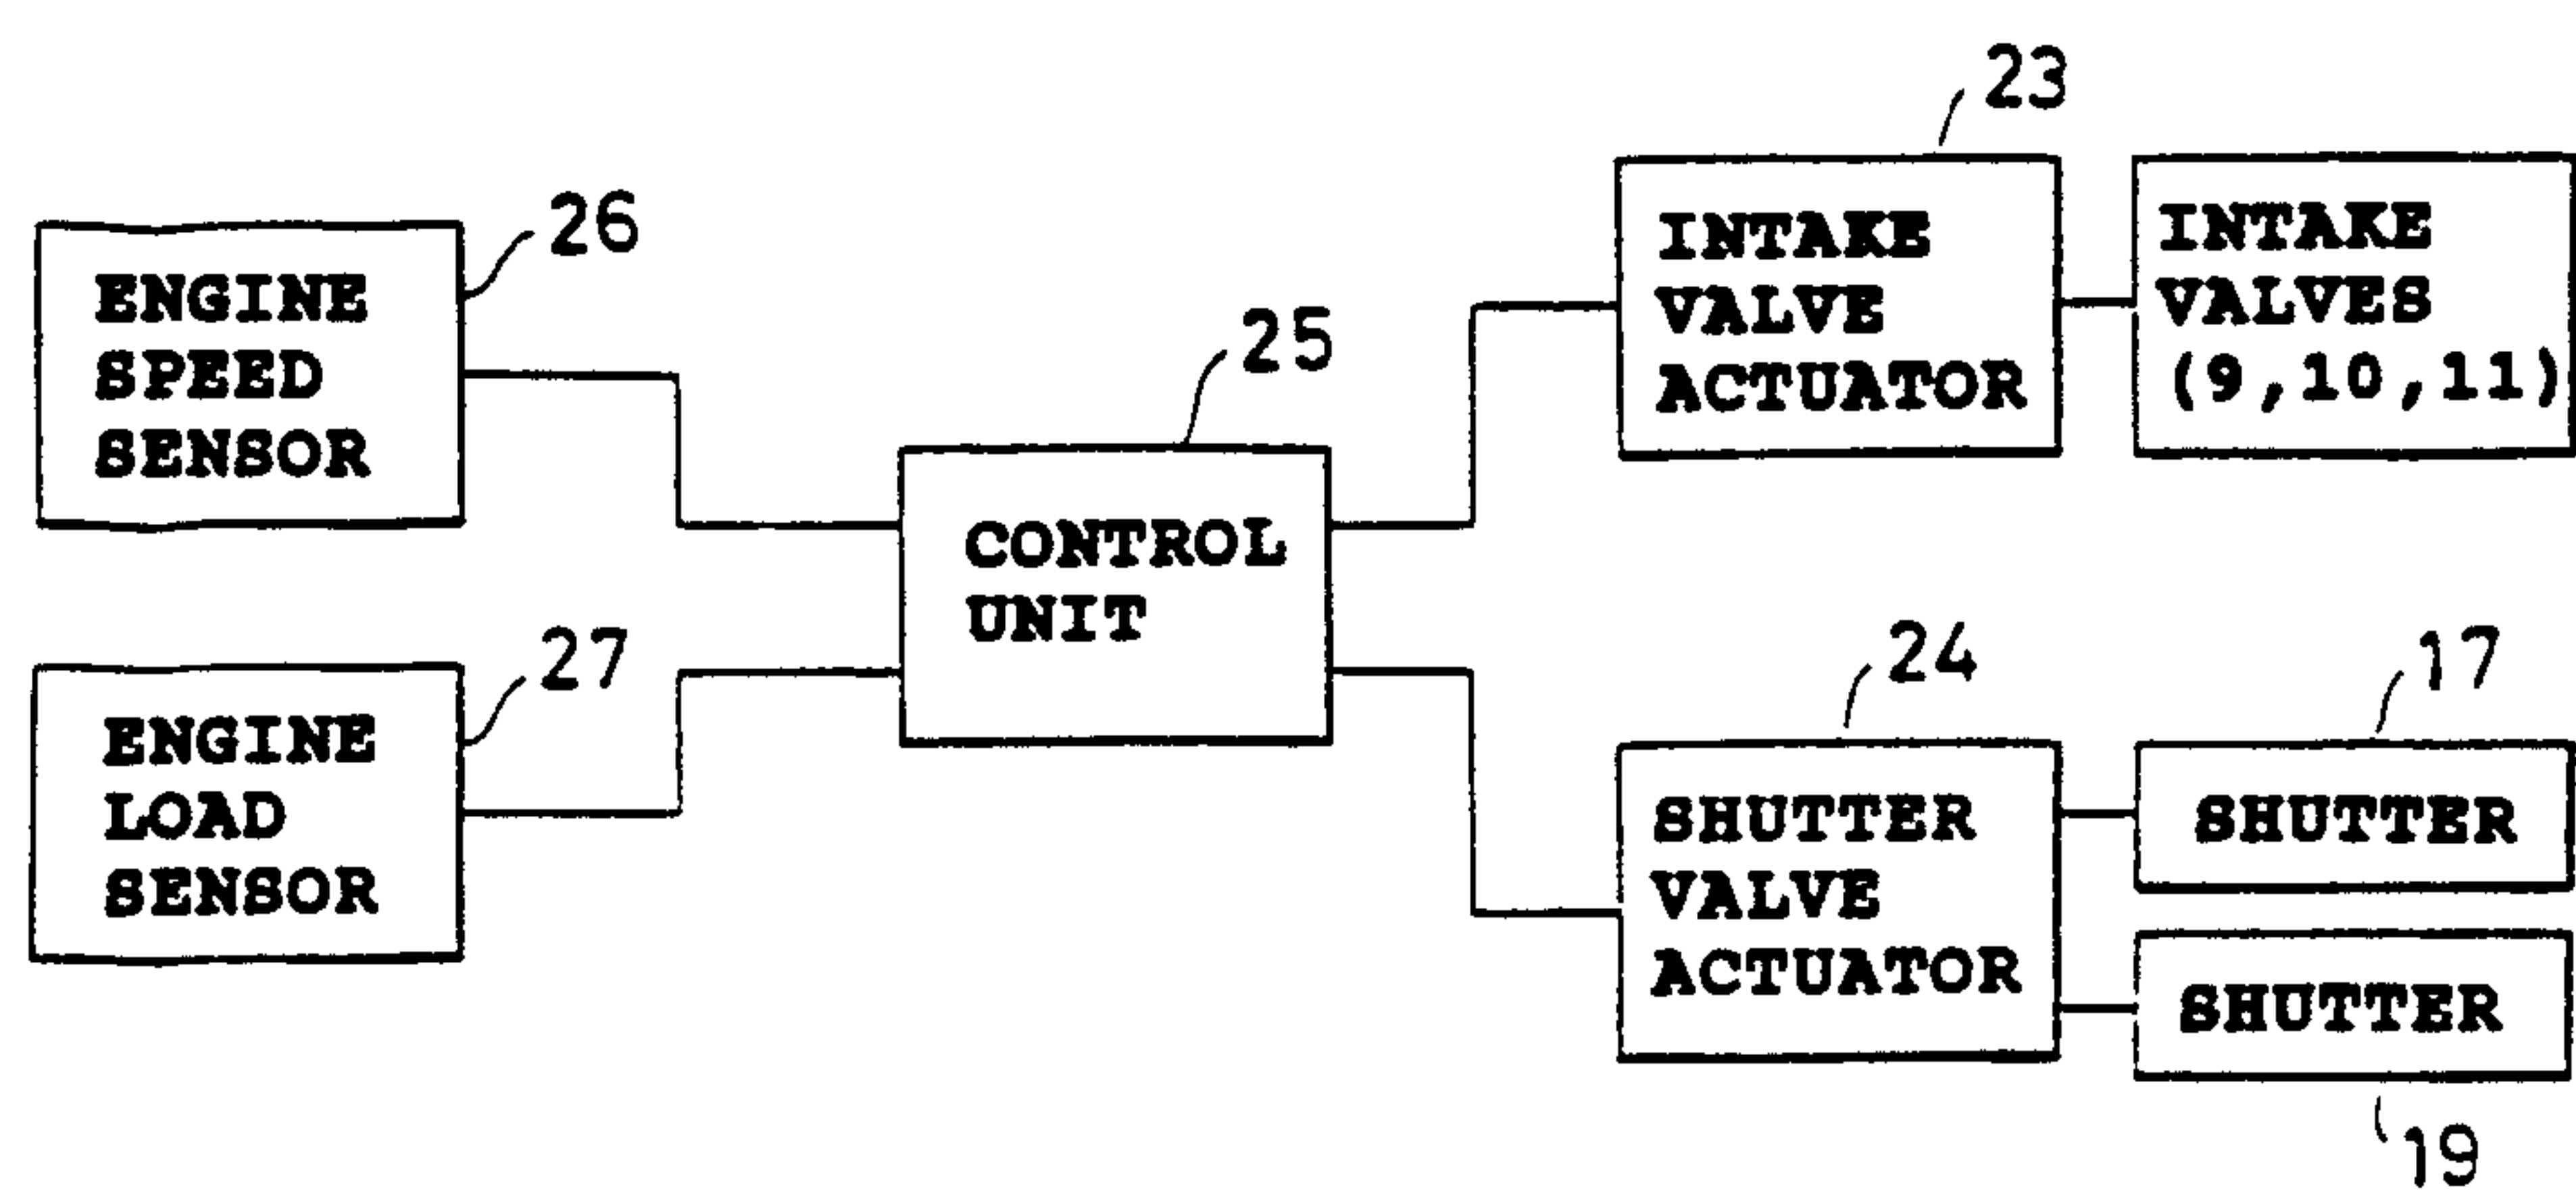 26
ENGINE
SPEED
SENSOR
27
ENGINE
LOAD
SENSOR
25
CONTROL
UNIT
23
INTAKE
VALVE
ACTUATOR
INTAKE
VALVES
(9,10,11)
24
SHUTTER
VALVE
ACTUATOR
17
SHUTTER
SHUTTER
19